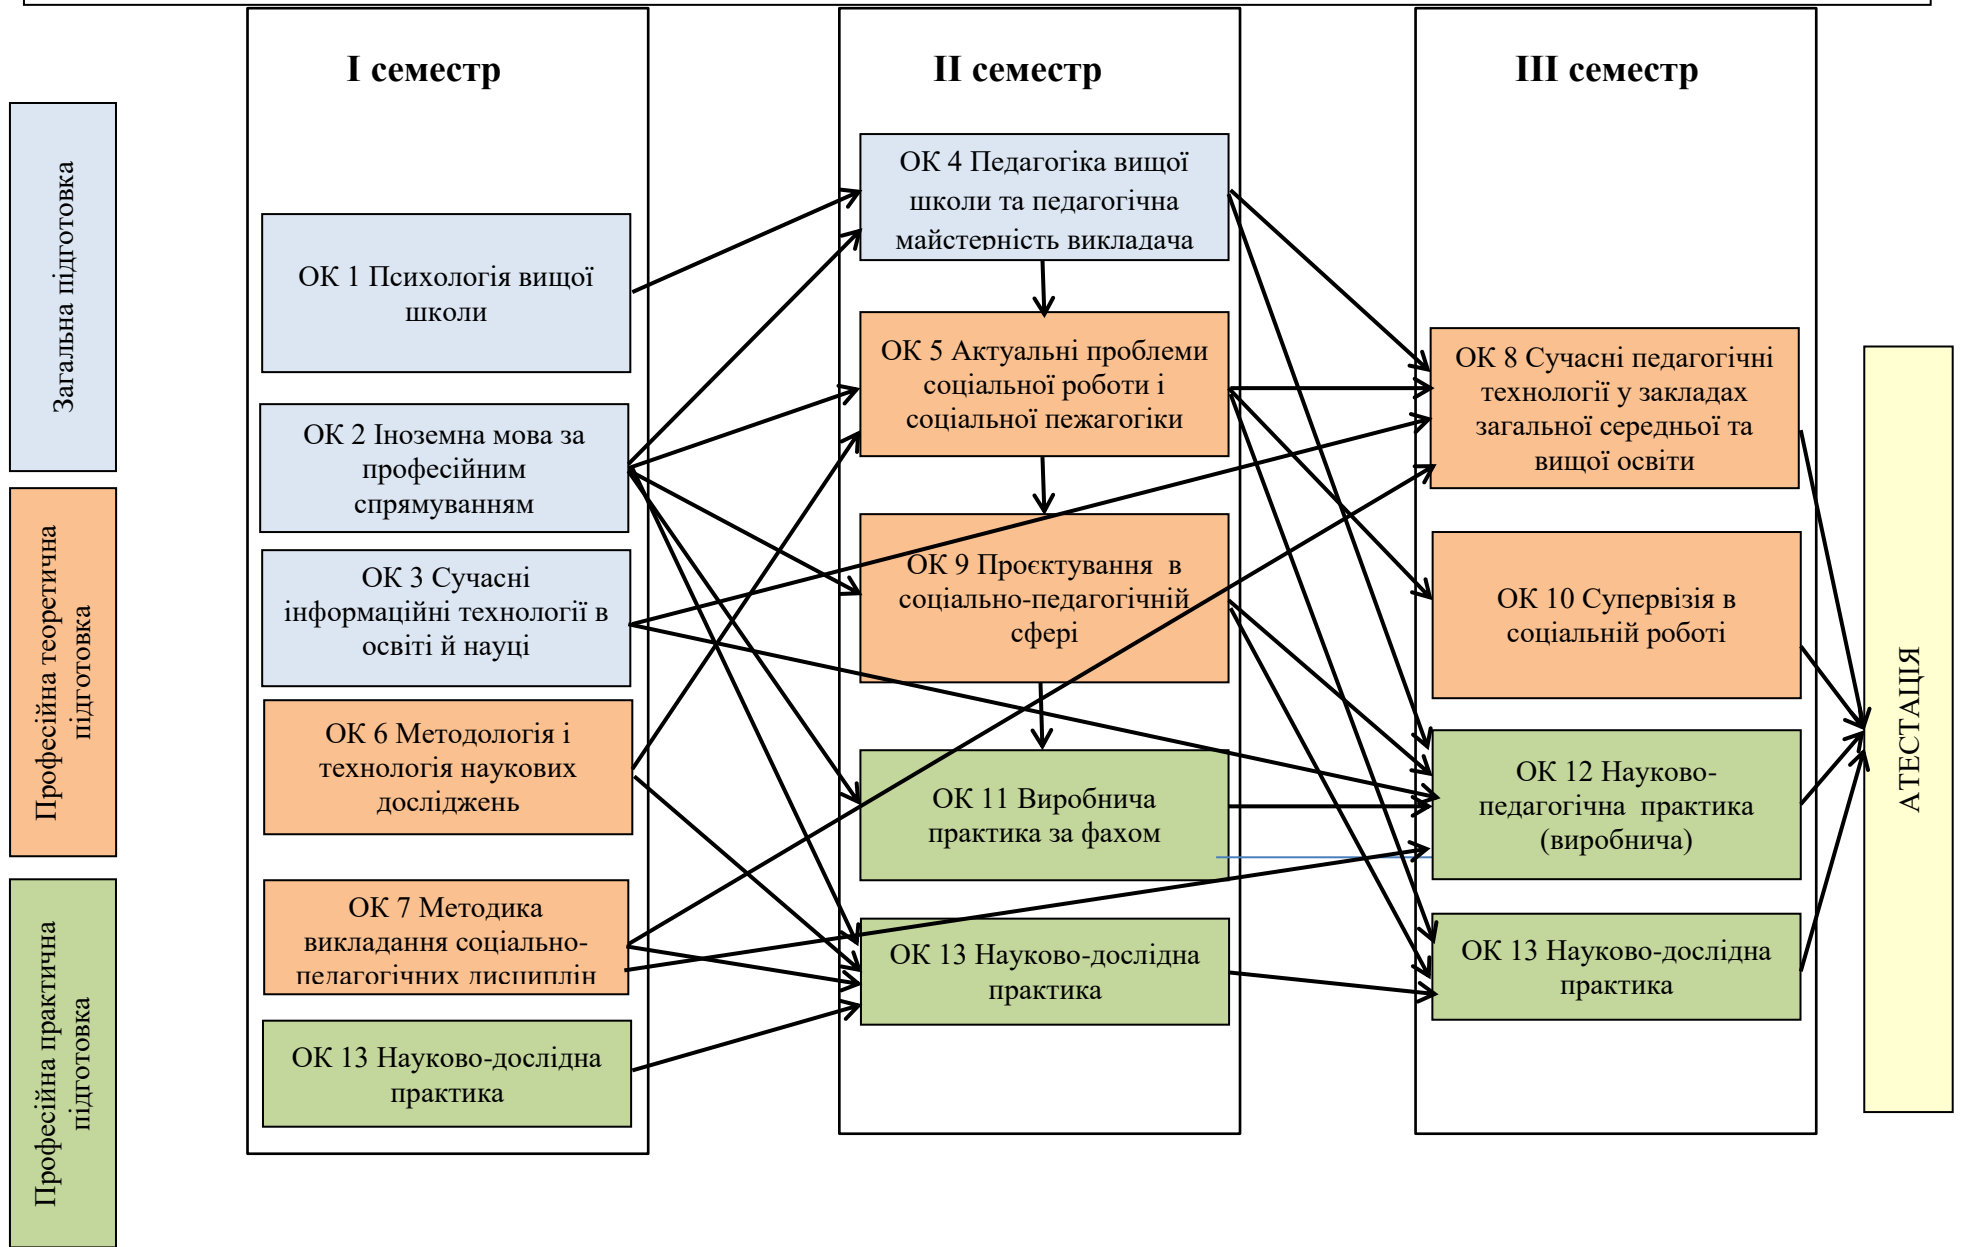 I семестр
II семестр
III семестр
Загальна підготовка
Професійна теоретична
підготовка
Професійна практична
підготовка
ОК 1 Психологія вищої
школи
ОК 2 Іноземна мова за
професійним
спрямуванням
ОК 3 Сучасні
інформаційні технології в
освіті й науці
ОК 6 Методологія і
технологія наукових
досліджень
ОК 7 Методика
викладання соціально-
педагогічних дисциплін
ОК 13 Науково-дослідна
практика
ОК 4 Педагогіка вищої
школи та педагогічна
майстерність викладача
ОК 5 Актуальні проблеми
соціальної роботи і
соціальної пежагогіки
ОК 9 Проєктування в
соціально-педагогічній
сфері
ОК 11 Виробнича
практика за фахом
ОК 13 Науково-дослідна
практика
ОК 8 Сучасні педагогічні
технології у закладах
загальної середньої та
вищої освіти
ОК 10 Супервізія в
соціальній роботі
ОК 12 Науково-
педагогічна практика
(виробнича)
ОК 13 Науково-дослідна
практика
АТЕСТАЦІЯ